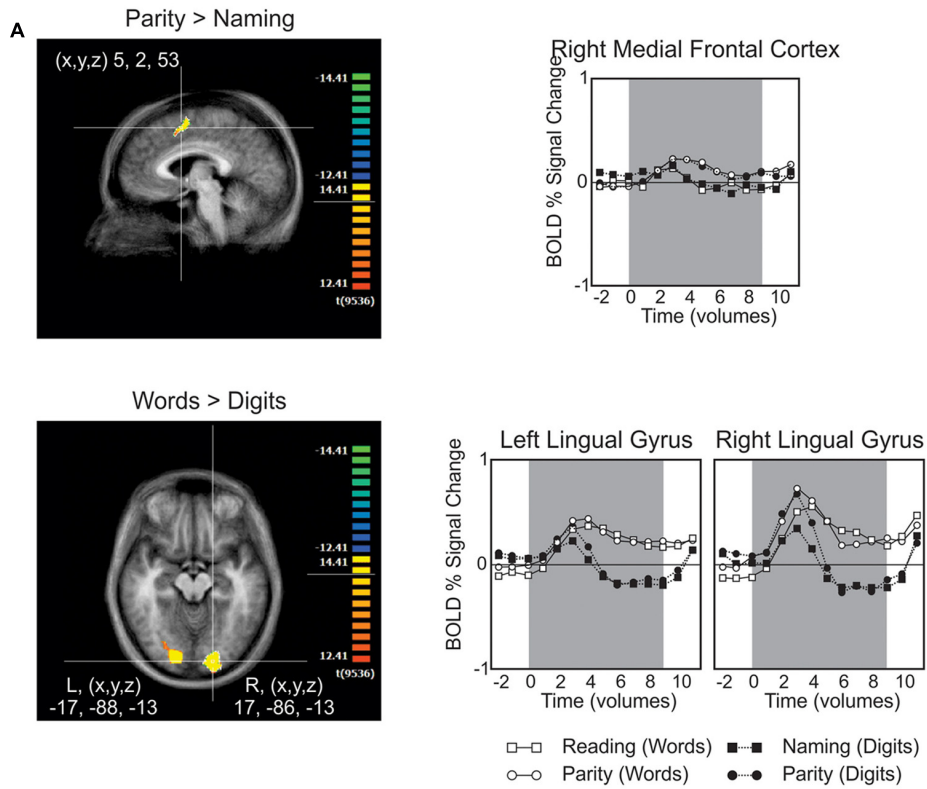 A
Parity > Naming
(x,y,z) 5, 2, 53
-14.41
-12.41
14.41
12.41
t(9536)
Right Medial Frontal Cortex
BOLD % Signal Change
1
0
-1
-2 0 2 4 6 8 10
Time (volumes)
Words > Digits
-14.41
-12.41
14.41
12.41
t(9536)
L, (x,y,z)
-17, -88, -13
R, (x,y,z)
17, -86, -13
Left Lingual Gyrus
BOLD % Signal Change
1
0
-1
-2 0 2 4 6 8 10
Time (volumes)
Right Lingual Gyrus
-2 0 2 4 6 8 10
Time (volumes)
Reading (Words)
Naming (Digits)
Parity (Words)
Parity (Digits)